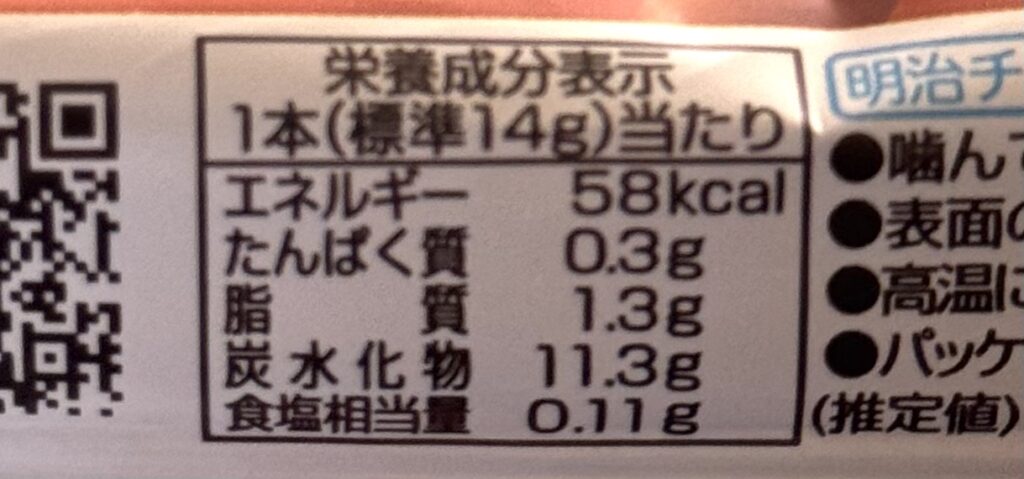 栄養成分表示
1本(標準14g)当たり
エネルギー 58kcal
たんぱく質 0.3g
脂質 1.3g
炭水化物 11.3g
食塩相当量 0.11g
明治チ
●噛ん
●表面の
●高温に
●パッケ
(推定値)